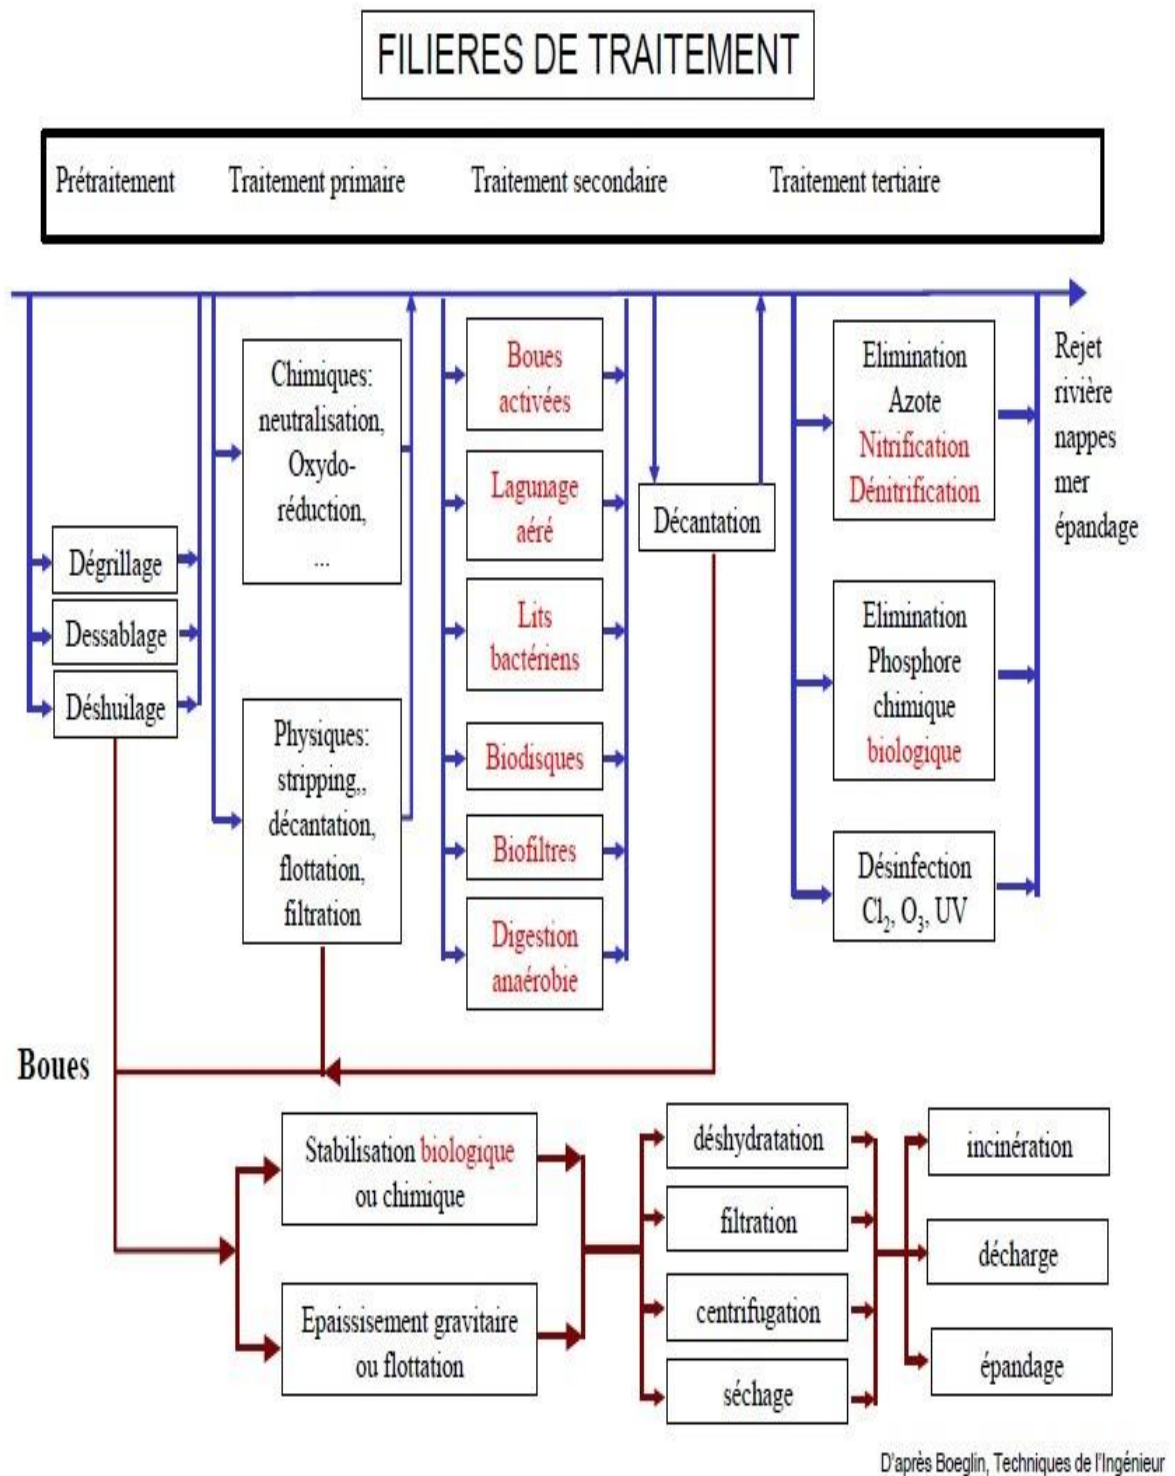 FILIERES DE TRAITEMENT
Prétraitement
Traitement primaire
Traitement secondaire
Traitement tertiaire
Dégrillage
Dessablage
Déshuilage
Chimiques:
neutralisation,
Oxydo-
réduction,
...
Physiques:
stripping,,
décantation,
flottation,
filtration
Boues
activées
Lagunage
aéré
Lits
bactériens
Biodisques
Biofiltres
Digestion
anaérobie
Décantation
Elimination
Azote
Nitrification
Dénitrification
Elimination
Phosphore
chimique
biologique
Désinfection
Cl₂, O₃, UV
Rejet
rivière
nappes
mer
épandage
Boues
Stabilisation biologique
ou chimique
Epaissisement gravitaire
ou flottation
déshydratation
filtration
centrifugation
séchage
incinération
décharge
épandage
D'après Boeglin, Techniques de l'Ingénieur